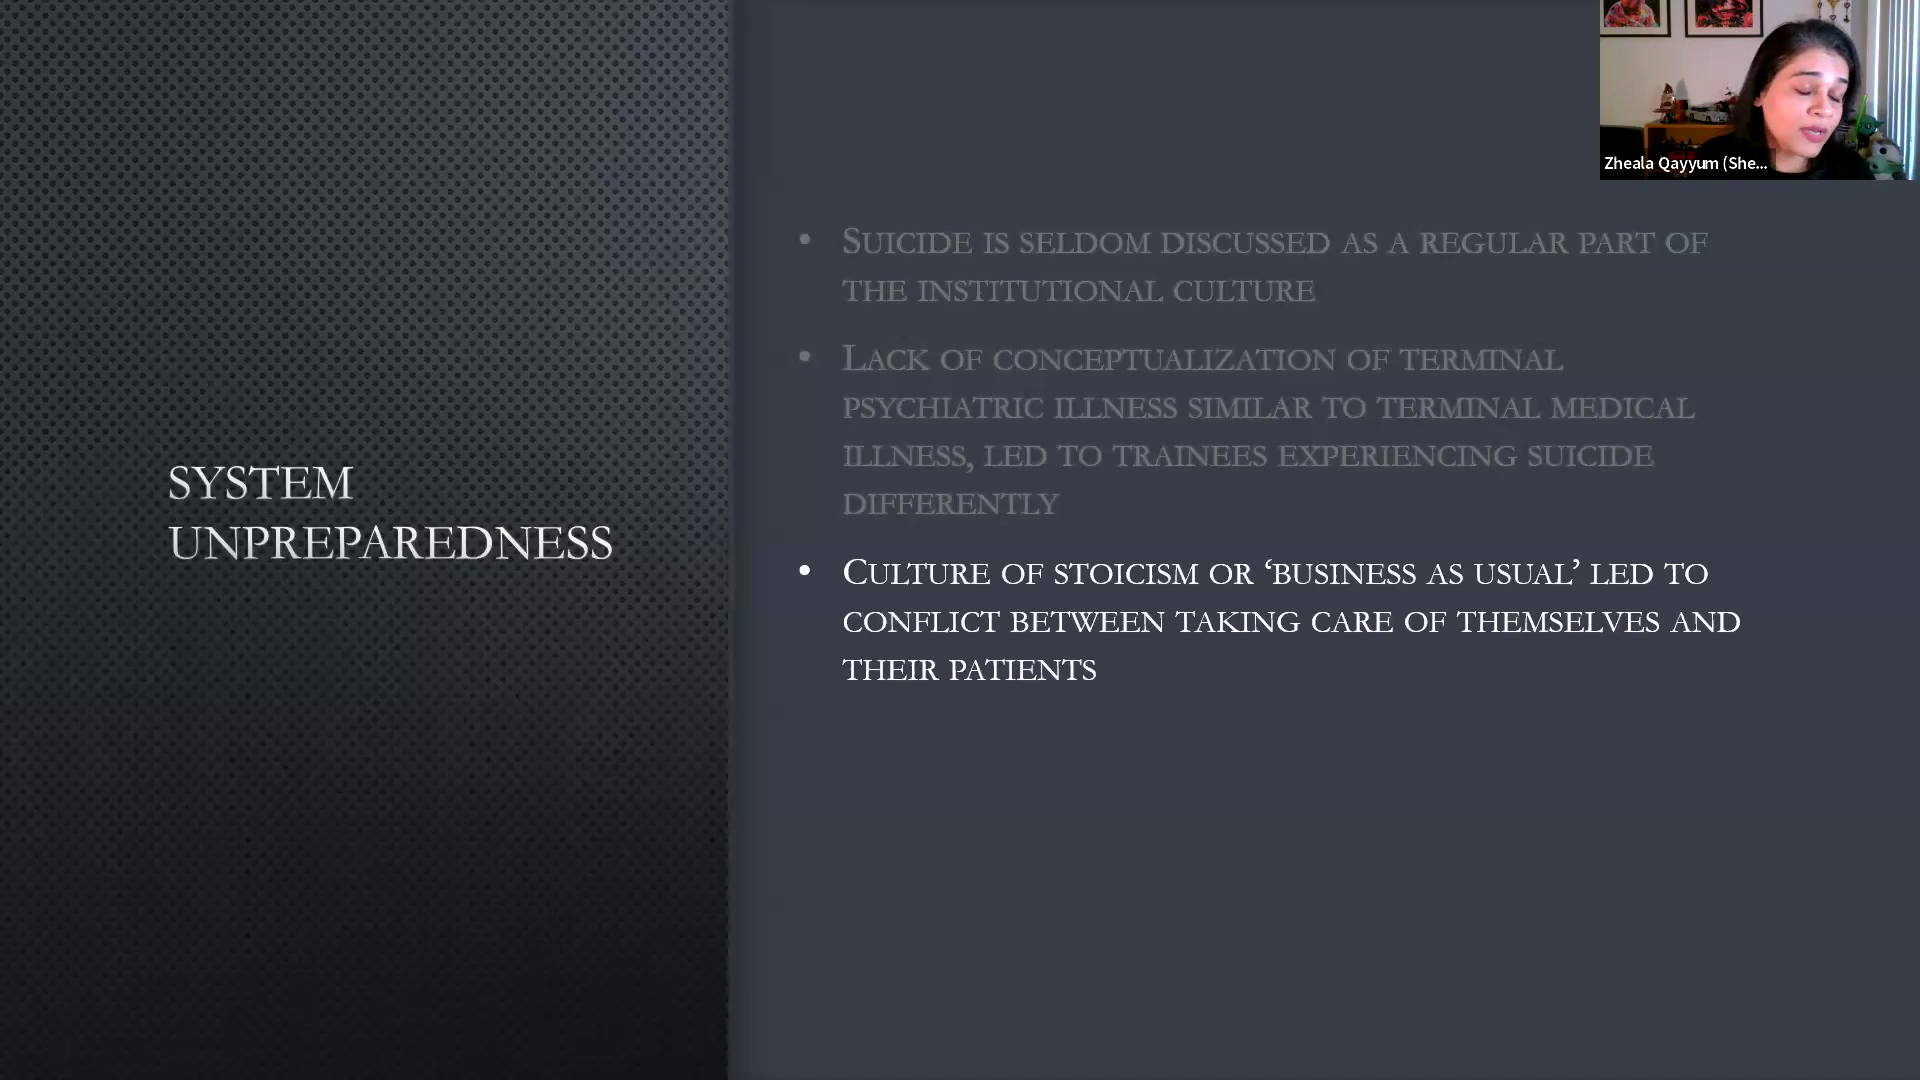 Zheala Qayyum (She...
SYSTEM
UNPREPAREDNESS
• SUICIDE IS SELDOM DISCUSSED AS A REGULAR PART OF
THE INSTITUTIONAL CULTURE
• LACK OF CONCEPTUALIZATION OF TERMINAL
PSYCHIATRIC ILLNESS SIMILAR TO TERMINAL MEDICAL
ILLNESS, LED TO TRAINEES EXPERIENCING SUICIDE
DIFFERENTLY
• CULTURE OF STOICISM OR ‘BUSINESS AS USUAL’ LED TO
CONFLICT BETWEEN TAKING CARE OF THEMSELVES AND
THEIR PATIENTS